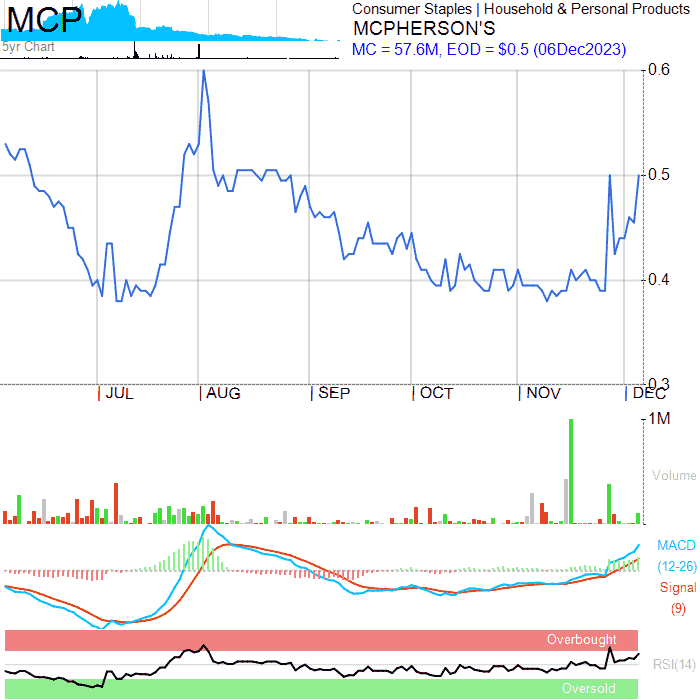 MCP
5yr Chart
Consumer Staples | Household & Personal Products
MCPHERSON'S
MC = 57.6M, EOD = $0.5 (06Dec2023)
0.6
0.5
0.4
0.3
JUL
AUG
SEP
OCT
NOV
DEC
1M
Volume
MACD
(12-26)
Signal
(9)
Overbought
RSI(14)
Oversold